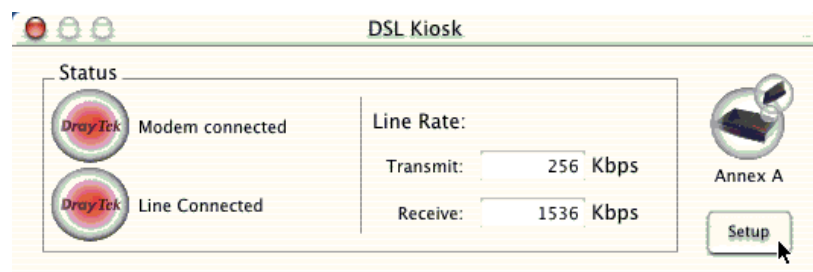 DSL Kiosk
Status
DrayTek Modem connected
DrayTek Line Connected
Line Rate:
Transmit: 256 Kbps
Receive: 1536 Kbps
Annex A
Setup